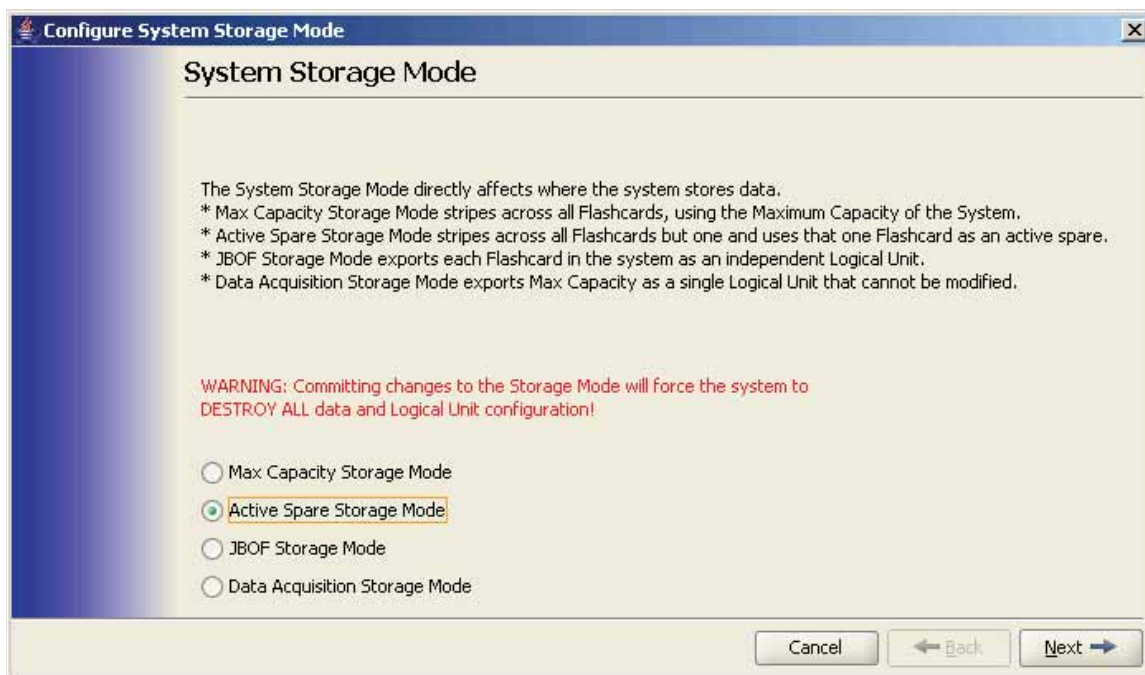 Configure System Storage Mode
System Storage Mode
The System Storage Mode directly affects where the system stores data.
* Max Capacity Storage Mode stripes across all Flashcards, using the Maximum Capacity of the System.
* Active Spare Storage Mode stripes across all Flashcards but one and uses that one Flashcard as an active spare.
* JBOF Storage Mode exports each Flashcard in the system as an independent Logical Unit.
* Data Acquisition Storage Mode exports Max Capacity as a single Logical Unit that cannot be modified.
WARNING: Committing changes to the Storage Mode will force the system to
DESTROY ALL data and Logical Unit configuration!
Max Capacity Storage Mode
Active Spare Storage Mode
JBOF Storage Mode
Data Acquisition Storage Mode
Cancel Back Next